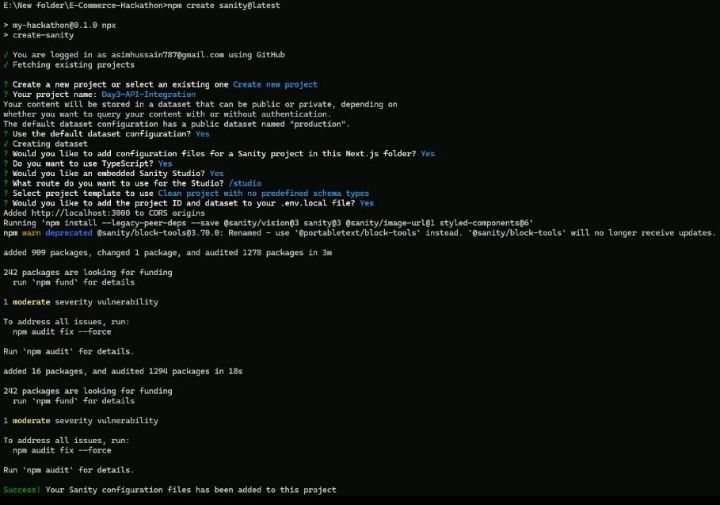 E:\New folder\E-Commerce-Hackathon>npm create sanity@latest
> my-hackathon@0.1.0 npx
> create-sanity
√ You are logged in as asimhussain787@gmail.com using GitHub
√ Fetching existing projects
? Create a new project or select an existing one Create new project
? Your project name: Day3-API-Integration
Your content will be stored in a dataset that can be public or private, depending on
whether you want to query your content with or without authentication.
The default dataset configuration has a public dataset named "production".
? Use the default dataset configuration? Yes
√ Creating dataset
? Would you like to add configuration files for a Sanity project in this Next.js folder? Yes
? Do you want to use TypeScript? Yes
? Would you like an embedded Sanity Studio? Yes
? What route do you want to use for the Studio? /studio
? Select project template to use Clean project with no predefined schema types
? Would you like to add the project ID and dataset to your .env.local file? Yes
Added http://localhost:3000 to CORS origins
Running 'npm install --legacy-peer-deps --save @sanity/vision@3 sanity@3 @sanity/image-url@1 styled-components@6'
npm warn deprecated @sanity/block-tools@3.70.0: Renamed - use `@portabletext/block-tools` instead. `@sanity/block-tools` will no longer receive updates.
added 909 packages, changed 1 package, and audited 1278 packages in 3m
242 packages are looking for funding
run `npm fund` for details
1 moderate severity vulnerability
To address all issues, run:
npm audit fix --force
Run `npm audit` for details.
added 16 packages, and audited 1294 packages in 18s
242 packages are looking for funding
run `npm fund` for details
1 moderate severity vulnerability
To address all issues, run:
npm audit fix --force
Run `npm audit` for details.
Success! Your Sanity configuration files has been added to this project